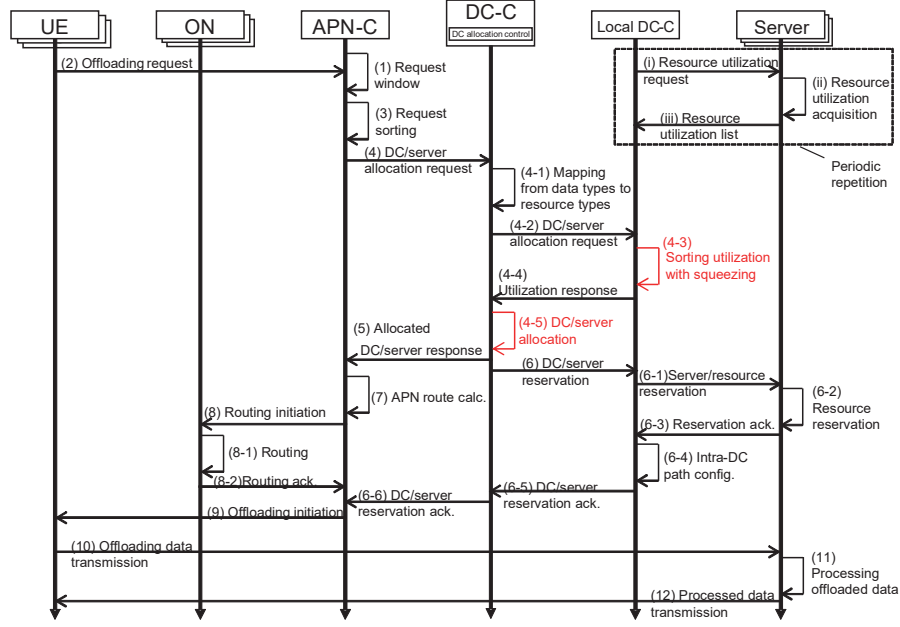 UE
ON
APN-C
DC-C
DC allocation control
Local DC-C
Server
(2) Offloading request
(1) Request
window
(i) Resource utilization
request
(ii) Resource
utilization
acquisition
(3) Request
sorting
(iii) Resource
utilization list
(4) DC/server
allocation request
Periodic
repetition
(4-1) Mapping
from data types to
resource types
(4-2) DC/server
allocation request
(4-3)
Sorting utilization
with squeezing
(4-4)
Utilization response
(4-5) DC/server
allocation
(5) Allocated
DC/server response
(6) DC/server
reservation
(6-1)Server/resource
reservation
(6-2)
Resource
reservation
(7) APN route calc.
(8) Routing initiation
(6-3) Reservation ack.
(8-1) Routing
(6-4) Intra-DC
path config.
(8-2)Routing ack.
(6-6) DC/server
reservation ack.
(6-5) DC/server
reservation ack.
(9) Offloading initiation
(10) Offloading data
transmission
(11)
Processing
offloaded data
(12) Processed data
transmission